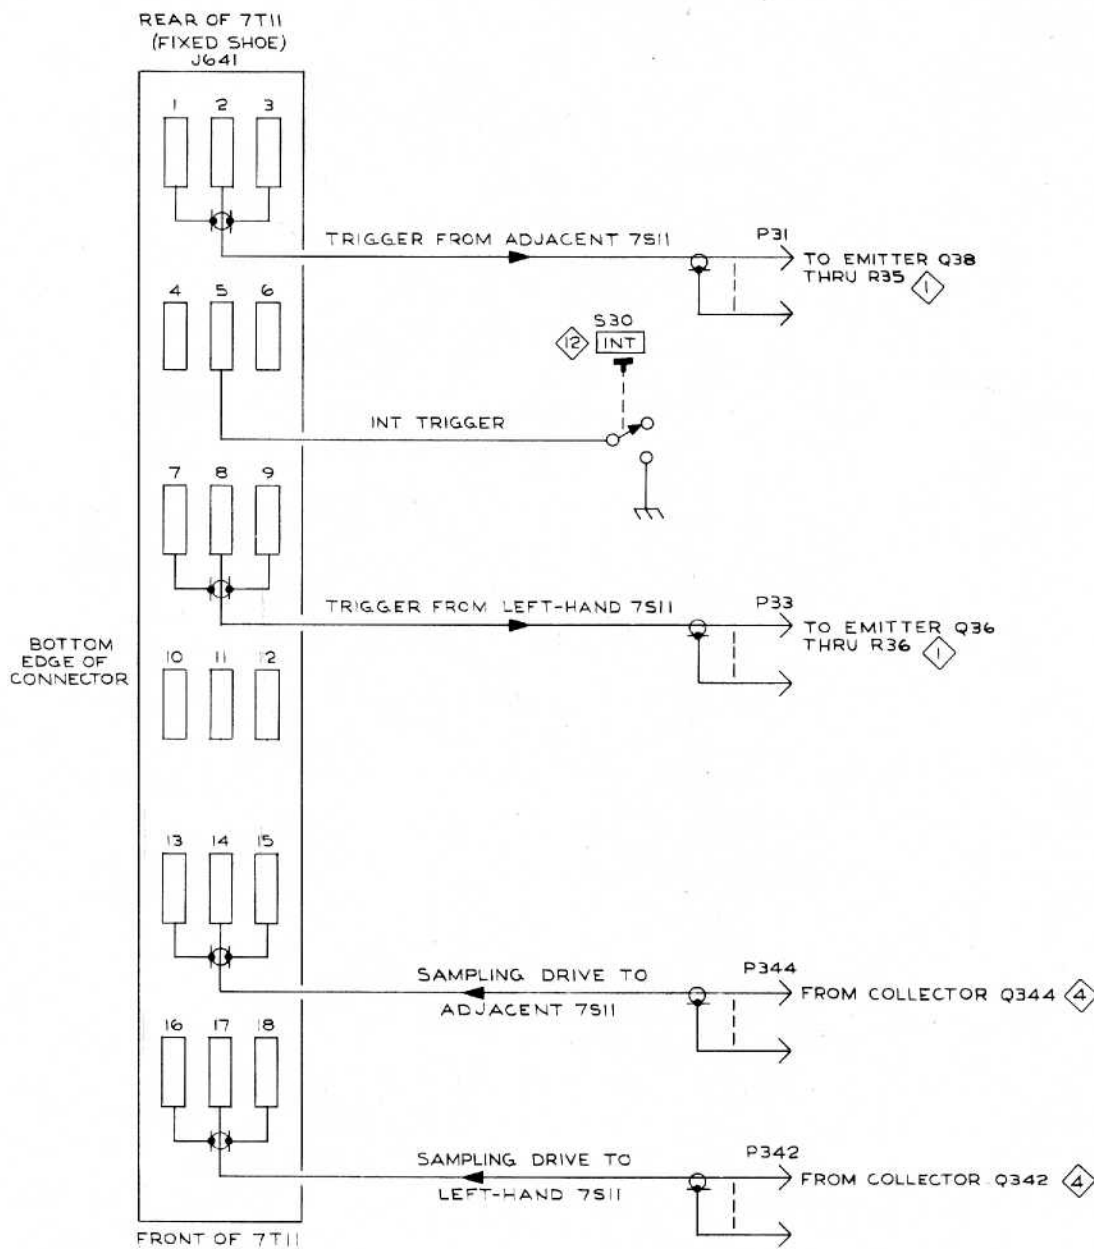 REAR OF 7T11
(FIXED SHOE)
J641
1 2 3
TRIGGER FROM ADJACENT 7S11
P31
TO EMITTER Q38
THRU R35 1
4 5 6
S30
12 INT
INT TRIGGER
7 8 9
TRIGGER FROM LEFT-HAND 7S11
P33
TO EMITTER Q36
THRU R36 1
BOTTOM
EDGE OF
CONNECTOR
10 11 12
13 14 15
SAMPLING DRIVE TO
ADJACENT 7S11
P344
FROM COLLECTOR Q344 4
16 17 18
SAMPLING DRIVE TO
LEFT-HAND 7S11
P342
FROM COLLECTOR Q342 4
FRONT OF 7T11